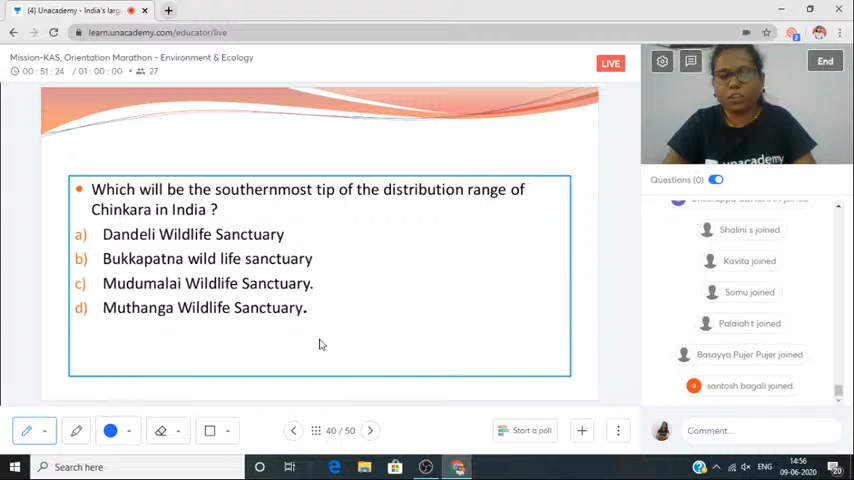 (4) Unacademy - India's larg
learn.unacademy.com/educator/live
Mission-KAS, Orientation Marathon - Environment & Ecology
00 : 51 : 24 / 01 : 00 : 00 • 27
LIVE
End
unacademy
• Which will be the southernmost tip of the distribution range of
Chinkara in India ?
a) Dandeli Wildlife Sanctuary
b) Bukkapatna wild life sanctuary
c) Mudumalai Wildlife Sanctuary.
d) Muthanga Wildlife Sanctuary.
Questions (0)
joined
Shalini s joined
Kavita joined
Somu joined
Palaiah.t joined
Basayya Pujer Pujer joined
s santosh bagali joined
40 / 50
Start a poll
Comment...
Search here
ENG
14:56
09-06-2020
20